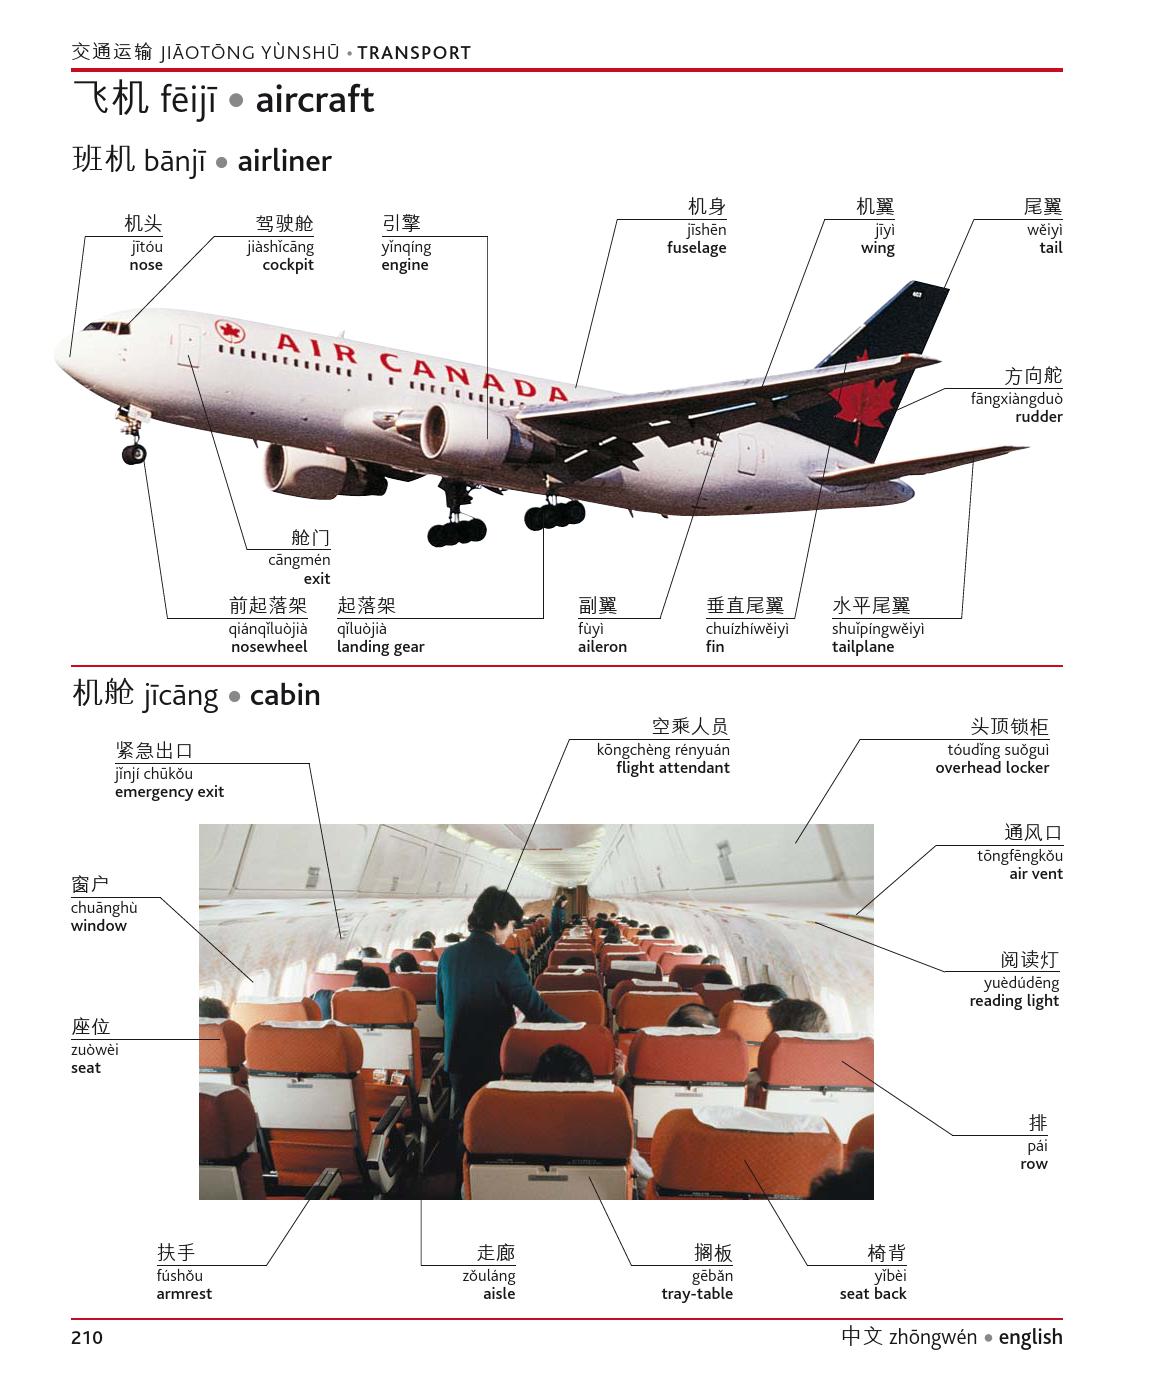 交通运输 JIĀOTŌNG YÙNSHŪ • TRANSPORT
飞机 fēijī • aircraft
班机 bānjī • airliner
机头
jītóu
nose
驾驶舱
jiàshǐcāng
cockpit
引擎
yǐnqíng
engine
机身
jīshēn
fuselage
机翼
jīyì
wing
尾翼
wěiyì
tail
AIR CANADA
方向舵
fāngxiàngduò
rudder
舱门
cāngmén
exit
前起落架
qiánqǐluòjià
nosewheel
起落架
qǐluòjià
landing gear
副翼
fùyì
aileron
垂直尾翼
chuízhíwěiyì
fin
水平尾翼
shuǐpíngwěiyì
tailplane
机舱 jīcāng • cabin
紧急出口
jǐnjí chūkǒu
emergency exit
空乘人员
kōngchèng rényuán
flight attendant
头顶锁柜
tóudǐng suǒguì
overhead locker
通风口
tōngfēngkǒu
air vent
窗户
chuānghù
window
阅读灯
yuèdúdēng
reading light
座位
zuòwèi
seat
排
pái
row
扶手
fúshǒu
armrest
走廊
zǒuláng
aisle
搁板
gēbǎn
tray-table
椅背
yǐbèi
seat back
210
中文 zhōngwén • english